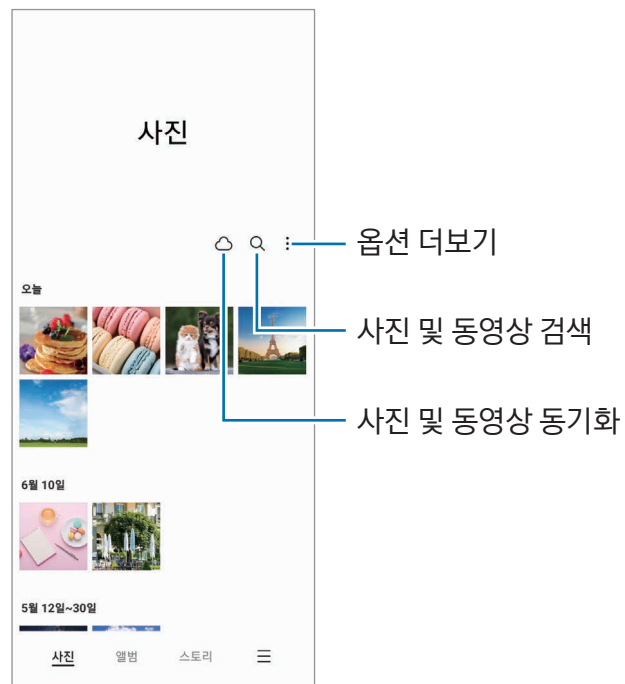 사진
옵션 더보기
오늘
사진 및 동영상 검색
사진 및 동영상 동기화
6월 10일
5월 12일~30일
사진 앨범 스토리